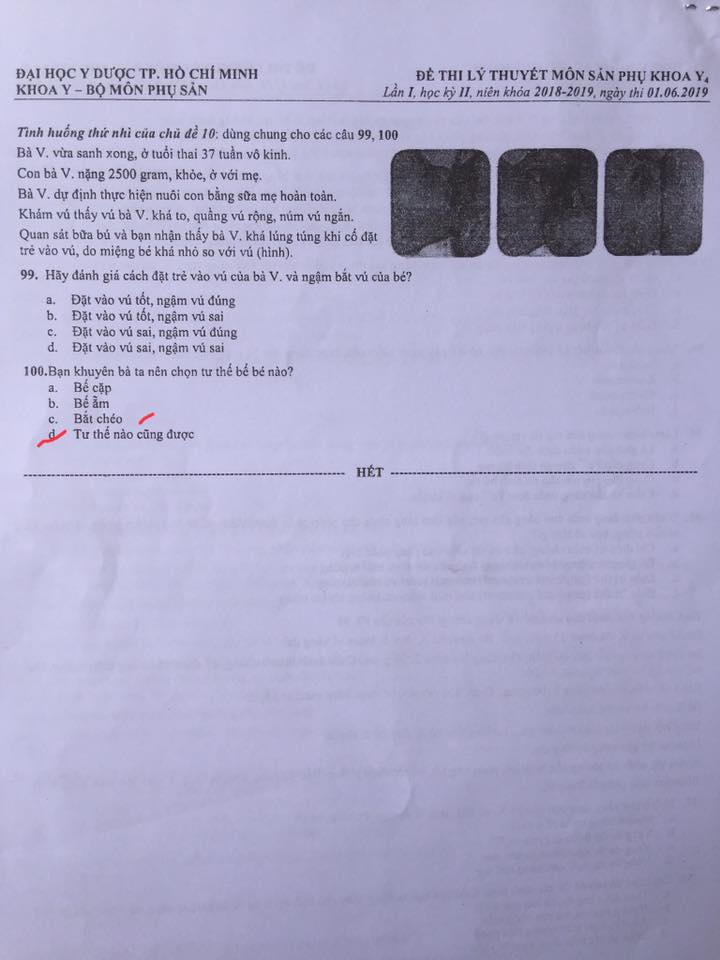 ĐẠI HỌC Y DƯỢC TP. HỒ CHÍ MINH
KHOA Y – BỘ MÔN PHỤ SẢN
ĐỀ THI LÝ THUYẾT MÔN SẢN PHỤ KHOA Y4
Lần I, học kỳ II, niên khóa 2018-2019, ngày thi 01.06.2019
Tình huống thứ nhì của chủ đề 10: dùng chung cho các câu 99, 100
Bà V. vừa sanh xong, ở tuổi thai 37 tuần vô kinh.
Con bà V. nặng 2500 gram, khỏe, ở với mẹ.
Bà V. dự định thực hiện nuôi con bằng sữa mẹ hoàn toàn.
Khám vú thấy vú bà V. khá to, quầng vú rộng, núm vú ngắn.
Quan sát bữa bú và bạn nhận thấy bà V. khá lúng túng khi cố đặt
trẻ vào vú, do miệng bé khá nhỏ so với vú (hình).
99. Hãy đánh giá cách đặt trẻ vào vú của bà V. và ngậm bắt vú của bé?
a. Đặt vào vú tốt, ngậm vú đúng
b. Đặt vào vú tốt, ngậm vú sai
c. Đặt vào vú sai, ngậm vú đúng
d. Đặt vào vú sai, ngậm vú sai
100.Bạn khuyên bà ta nên chọn tư thế bế bé nào?
a. Bế cặp
b. Bế ẵm
c. Bắt chéo
d. Tư thế nào cũng được
HẾT